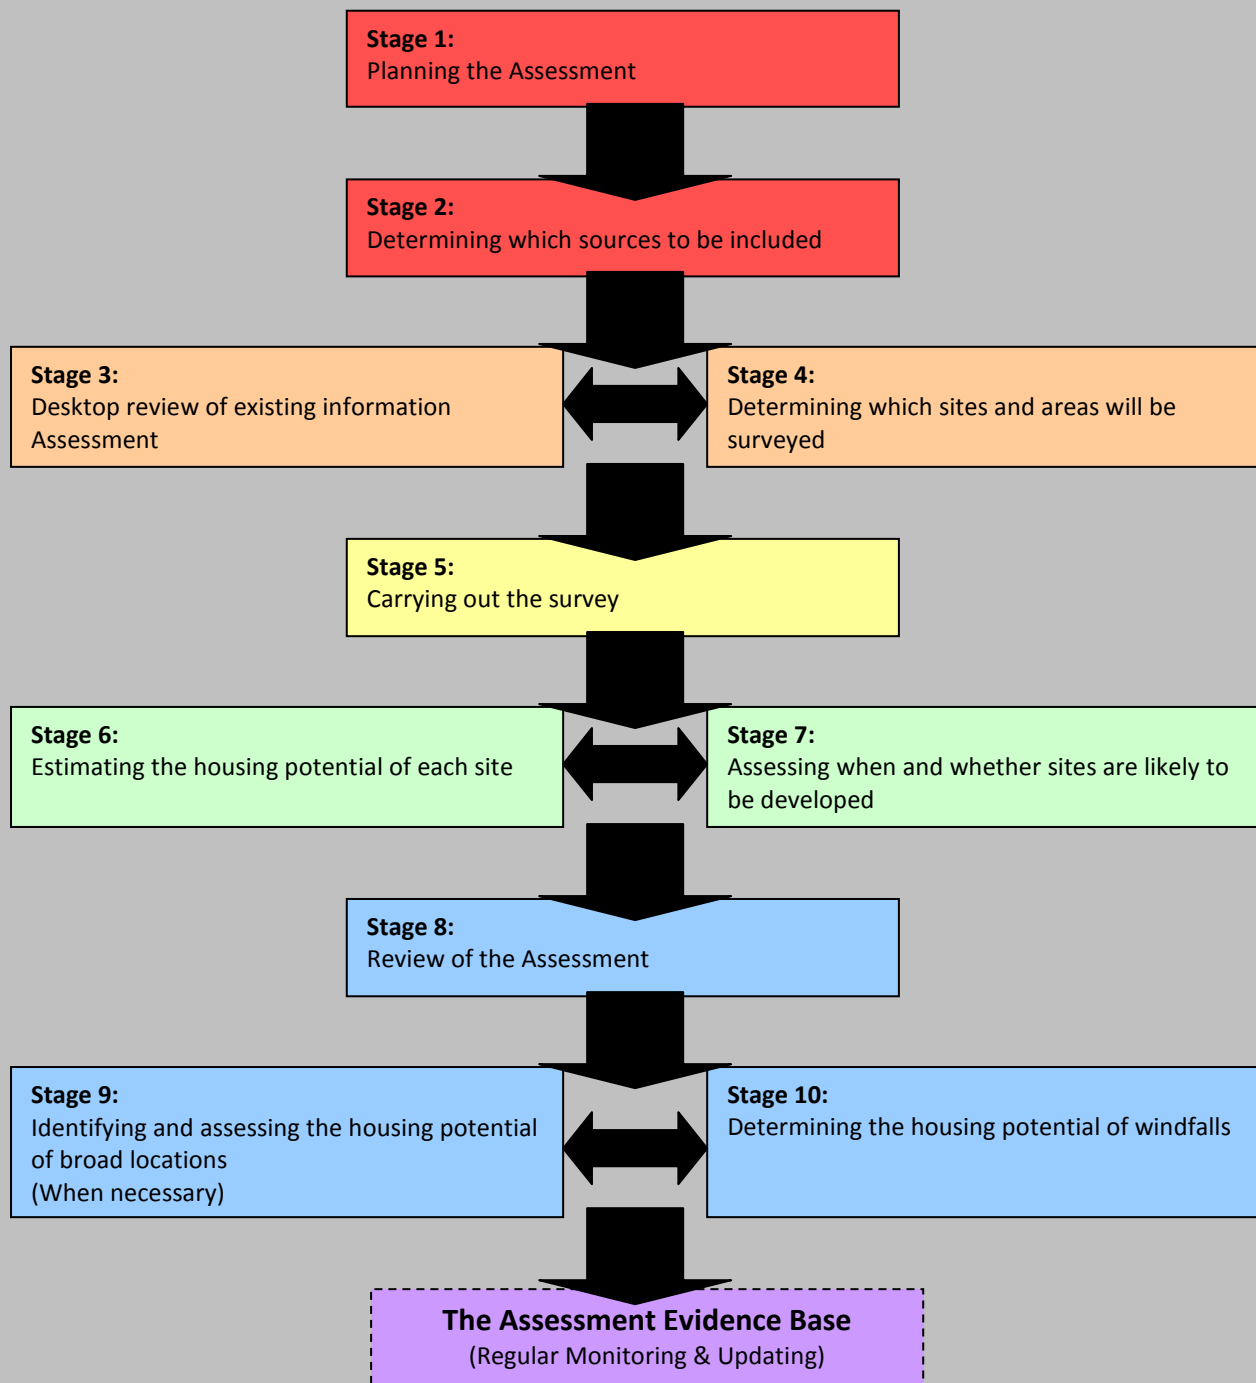 Stage 1:
Planning the Assessment
Stage 2:
Determining which sources to be included
Stage 3:
Desktop review of existing information
Assessment
Stage 4:
Determining which sites and areas will be
surveyed
Stage 5:
Carrying out the survey
Stage 6:
Estimating the housing potential of each site
Stage 7:
Assessing when and whether sites are likely to
be developed
Stage 8:
Review of the Assessment
Stage 9:
Identifying and assessing the housing potential
of broad locations
(When necessary)
Stage 10:
Determining the housing potential of windfalls
The Assessment Evidence Base
(Regular Monitoring & Updating)